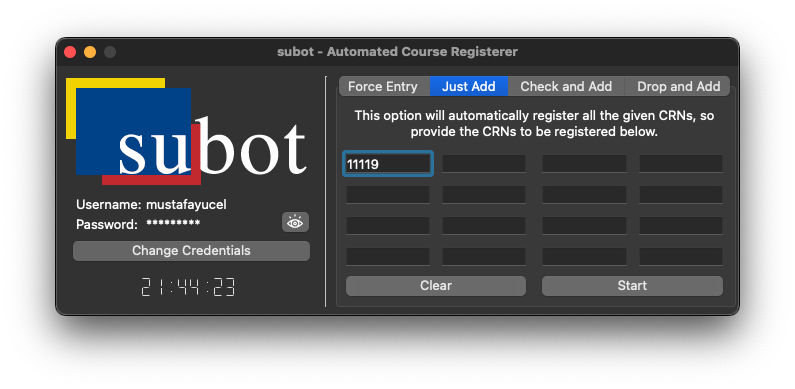 subot - Automated Course Registerer
subot
Username: mustafayucel
Password: *********
Change Credentials
21:44:23
Force Entry
Just Add
Check and Add
Drop and Add
This option will automatically register all the given CRNs, so
provide the CRNs to be registered below.
11119
Clear
Start